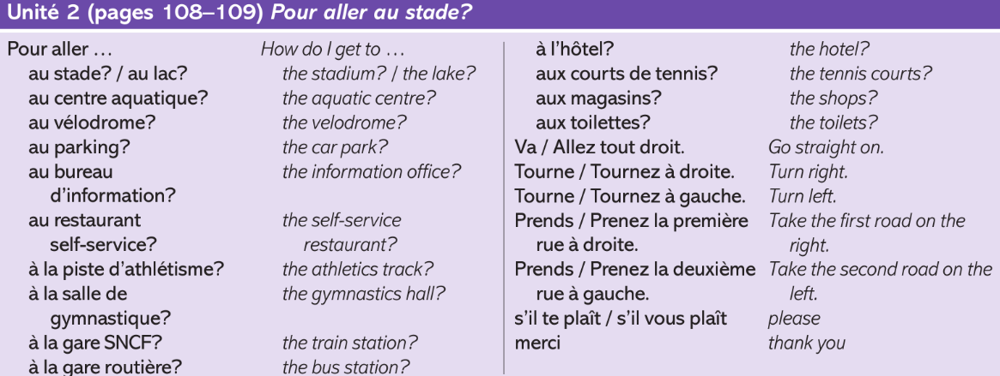 Unité 2 (pages 108–109) Pour aller au stade?
Pour aller … How do I get to …
au stade? / au lac? the stadium? / the lake?
au centre aquatique? the aquatic centre?
au vélodrome? the velodrome?
au parking? the car park?
au bureau the information office?
d'information?
au restaurant the self-service
self-service? restaurant?
à la piste d'athlétisme? the athletics track?
à la salle de the gymnastics hall?
gymnastique?
à la gare SNCF? the train station?
à la gare routière? the bus station?
à l'hôtel? the hotel?
aux courts de tennis? the tennis courts?
aux magasins? the shops?
aux toilettes? the toilets?
Va / Allez tout droit. Go straight on.
Tourne / Tournez à droite. Turn right.
Tourne / Tournez à gauche. Turn left.
Prends / Prenez la première Take the first road on the
rue à droite. right.
Prends / Prenez la deuxième Take the second road on the
rue à gauche. left.
s'il te plaît / s'il vous plaît please
merci thank you